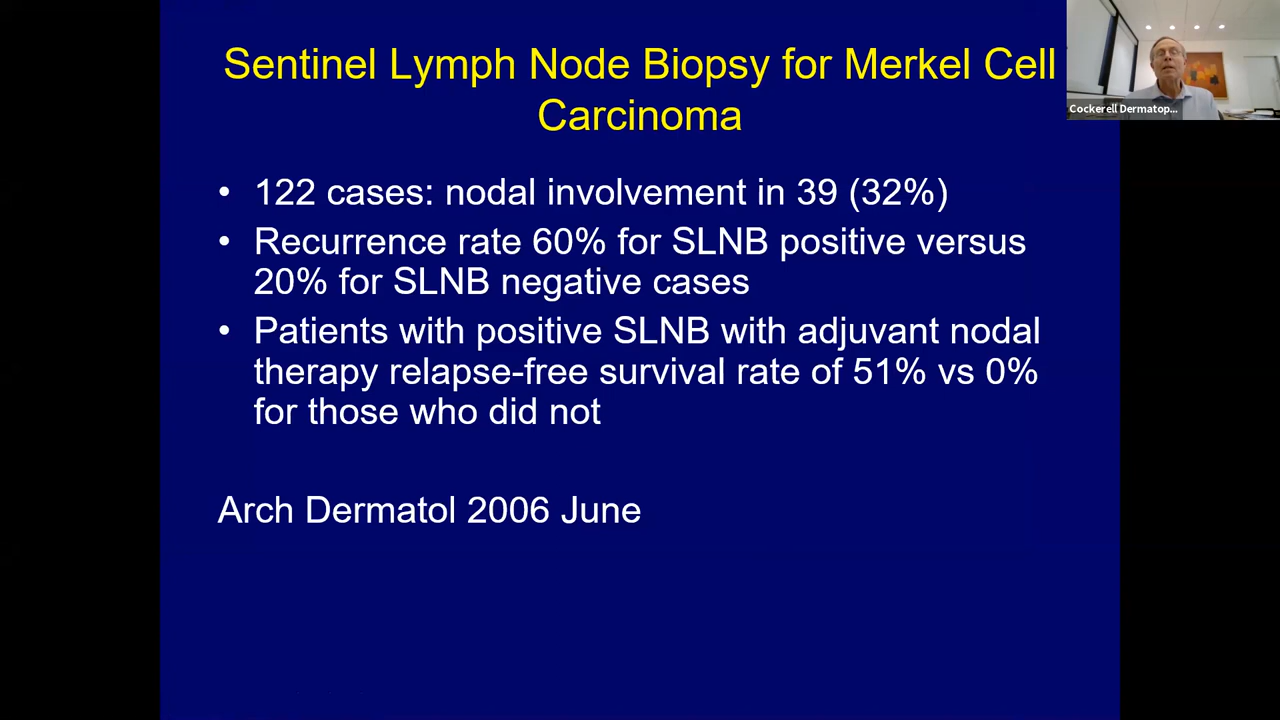 Sentinel Lymph Node Biopsy for Merkel Cell
Carcinoma
Cockerell Dermatop...
• 122 cases: nodal involvement in 39 (32%)
• Recurrence rate 60% for SLNB positive versus
20% for SLNB negative cases
• Patients with positive SLNB with adjuvant nodal
therapy relapse-free survival rate of 51% vs 0%
for those who did not
Arch Dermatol 2006 June